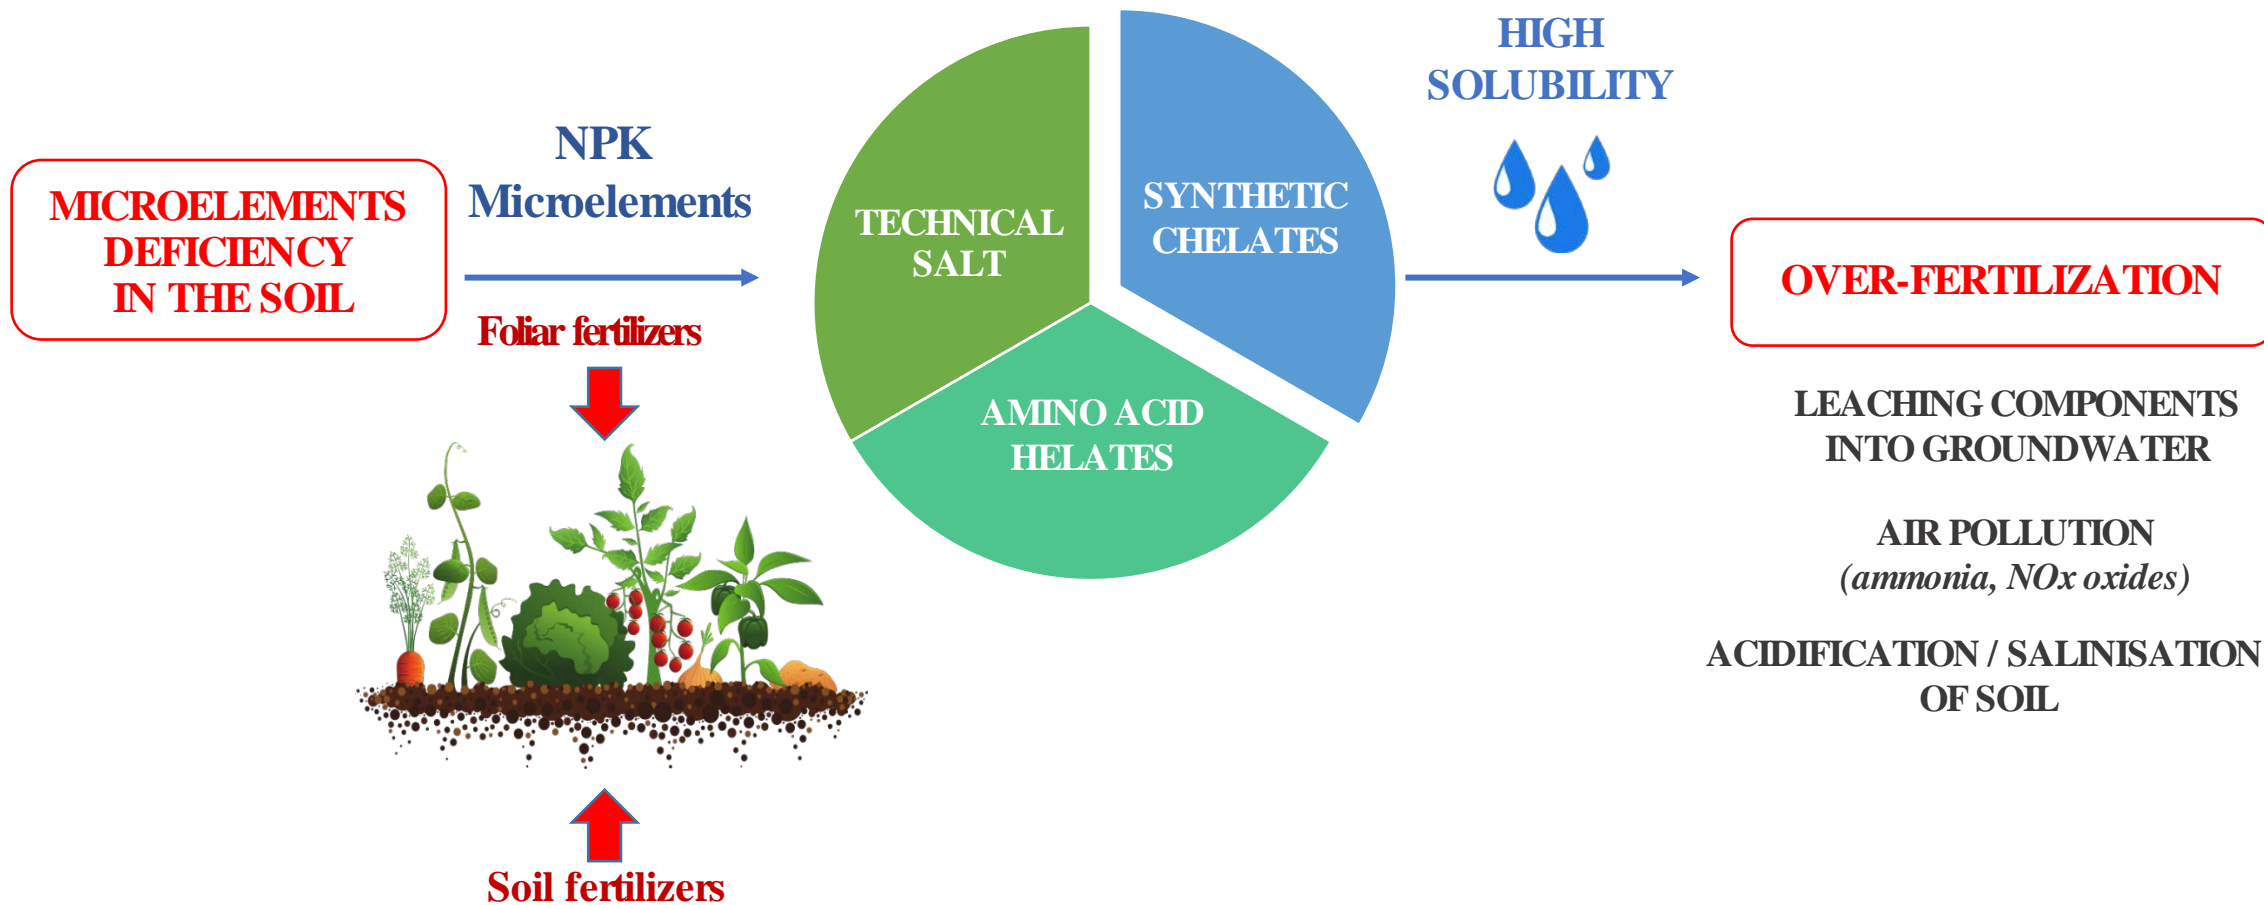 MICROELEMENTS
DEFICIENCY
IN THE SOIL
NPK
Microelements
Foliar fertilizers
Soil fertilizers
TECHNICAL
SALT
SYNTHETIC
CHELATES
AMINO ACID
HELATES
HIGH
SOLUBILITY
OVER-FERTILIZATION
LEACHING COMPONENTS
INTO GROUNDWATER
AIR POLLUTION
(ammonia, NOx oxides)
ACIDIFICATION / SALINISATION
OF SOIL